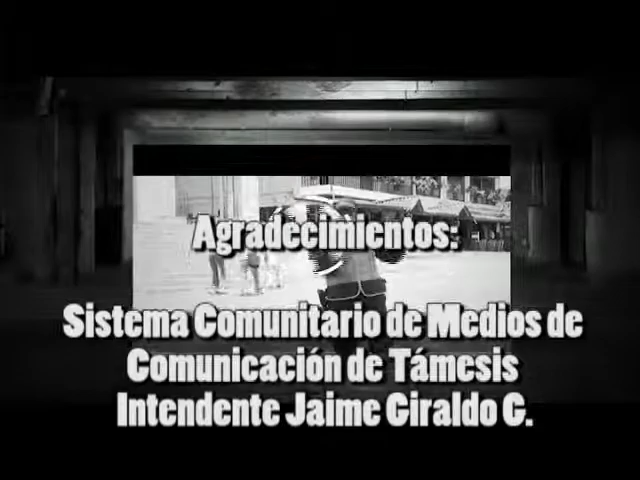 Agradecimientos:
Sistema Comunitario de Medios de
Comunicación de Támesis
Intendente Jaime Giraldo G.